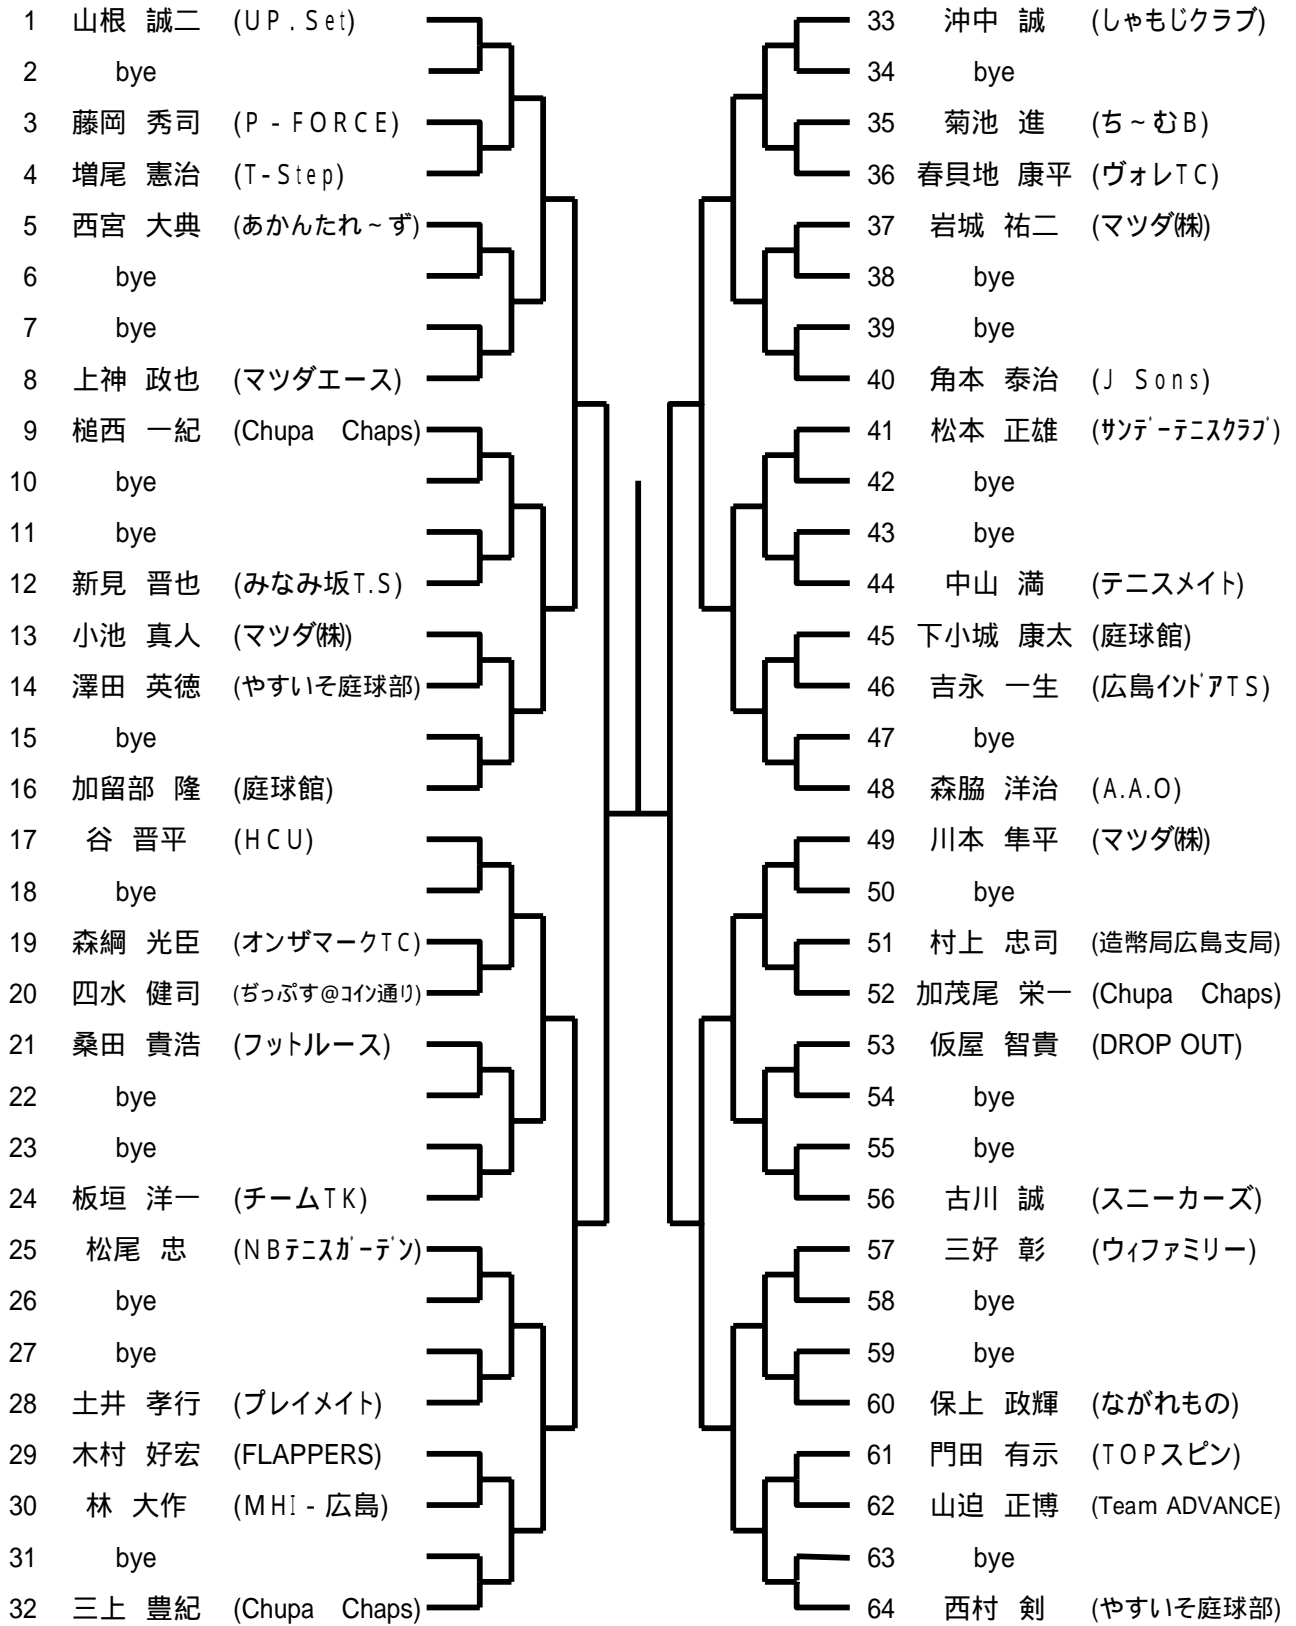 1 山根 誠二 (UP.Set)
2 bye
3 藤岡 秀司 (P-FORCE)
4 増尾 憲治 (T-Step)
5 西宮 大典 (あかんたれ～ず)
6 bye
7 bye
8 上神 政也 (マツダエース)
9 槌西 一紀 (Chupa Chaps)
10 bye
11 bye
12 新見 晋也 (みなみ坂T.S)
13 小池 真人 (マツダ㈱)
14 澤田 英徳 (やすいそ庭球部)
15 bye
16 加留部 隆 (庭球館)
17 谷 晋平 (HCU)
18 bye
19 森綱 光臣 (オンザマークTC)
20 四水 健司 (ぢっぷす@ｺｲﾝ通り)
21 桑田 貴浩 (フットルース)
22 bye
23 bye
24 板垣 洋一 (チームTK)
25 松尾 忠 (NBﾃﾆｽｶﾞｰﾃﾞﾝ)
26 bye
27 bye
28 土井 孝行 (プレイメイト)
29 木村 好宏 (FLAPPERS)
30 林 大作 (MHI-広島)
31 bye
32 三上 豊紀 (Chupa Chaps)
33 沖中 誠 (しゃもじクラブ)
34 bye
35 菊池 進 (ち～むB)
36 春貝地 康平 (ヴォレTC)
37 岩城 祐二 (マツダ㈱)
38 bye
39 bye
40 角本 泰治 (J Sons)
41 松本 正雄 (ｻﾝﾃﾞｰﾃﾆｽｸﾗﾌﾞ)
42 bye
43 bye
44 中山 満 (テニスメイト)
45 下小城 康太 (庭球館)
46 吉永 一生 (広島ｲﾝﾄﾞｱTS)
47 bye
48 森脇 洋治 (A.A.O)
49 川本 隼平 (マツダ㈱)
50 bye
51 村上 忠司 (造幣局広島支局)
52 加茂尾 栄一 (Chupa Chaps)
53 仮屋 智貴 (DROP OUT)
54 bye
55 bye
56 古川 誠 (スニーカーズ)
57 三好 彰 (ウィファミリー)
58 bye
59 bye
60 保上 政輝 (ながれもの)
61 門田 有示 (TOPスピン)
62 山迫 正博 (Team ADVANCE)
63 bye
64 西村 剣 (やすいそ庭球部)